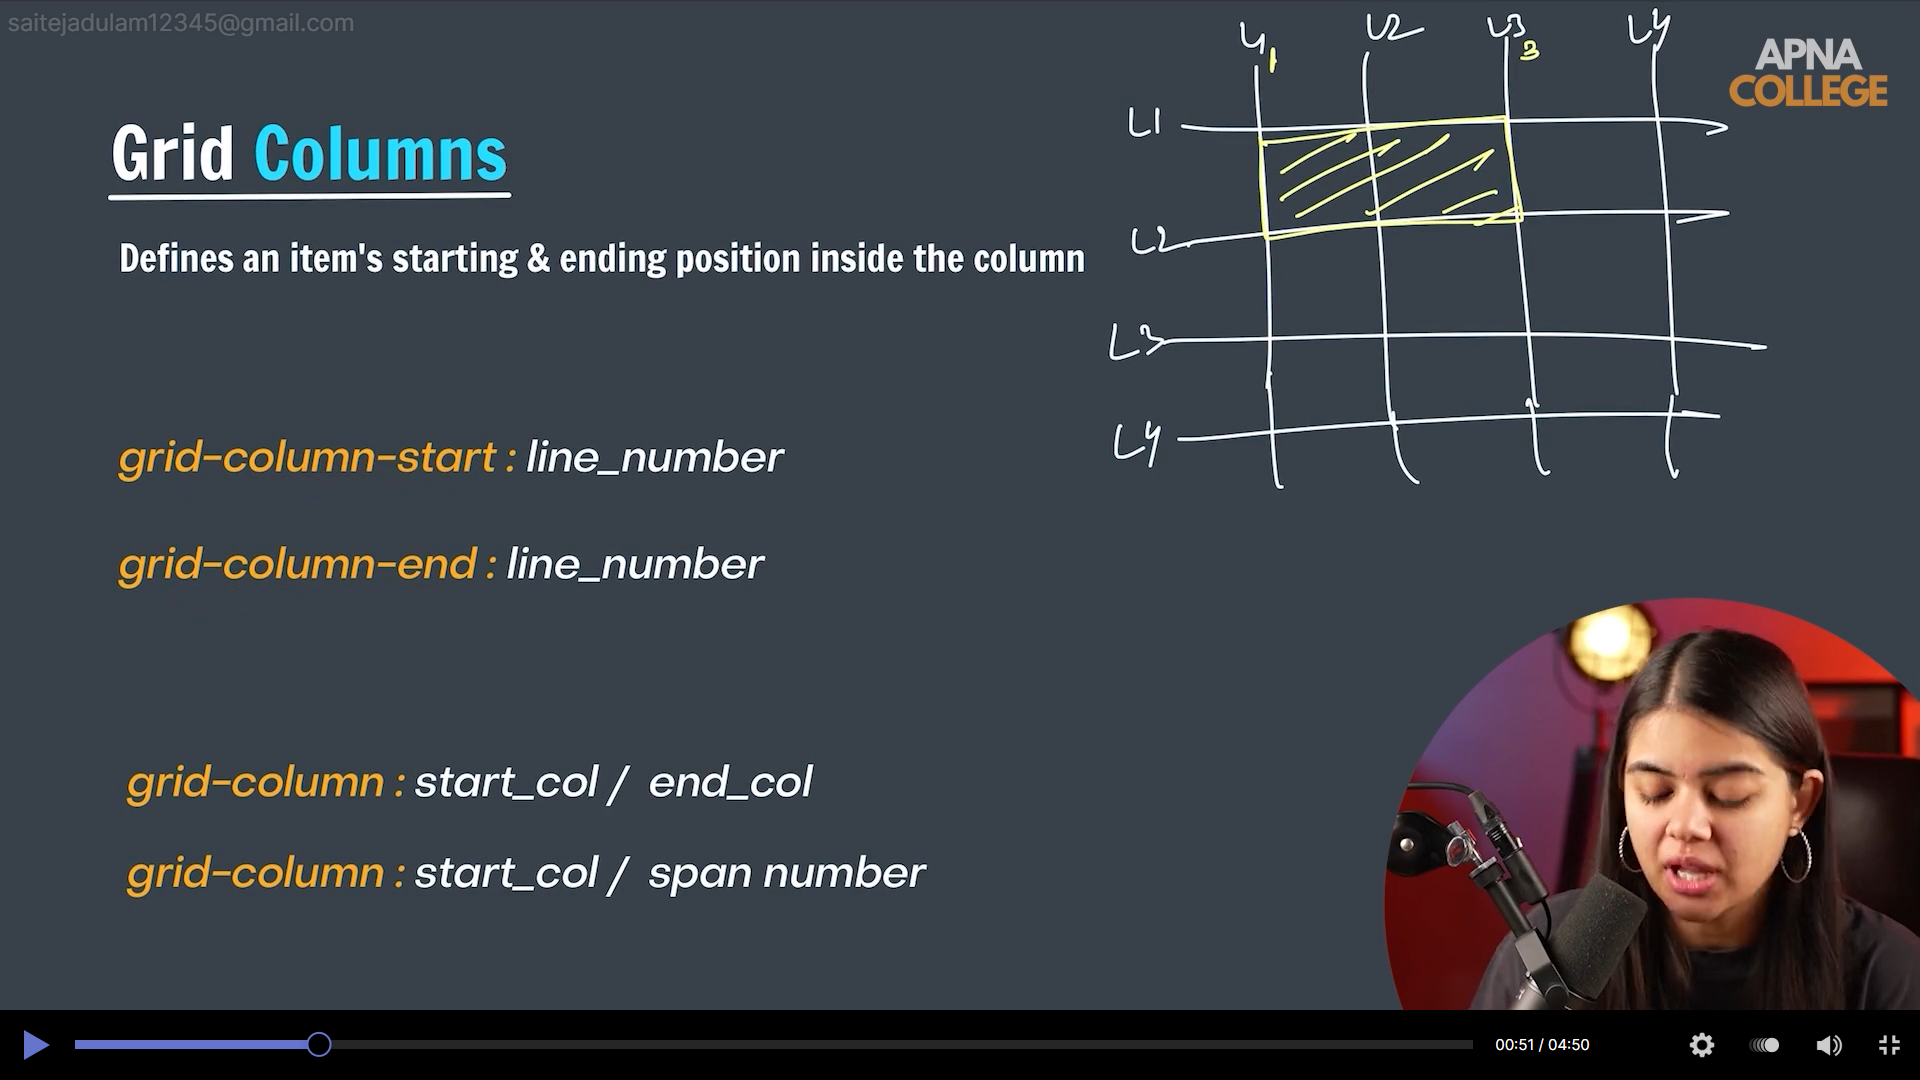 saitejadulam12345@gmail.com
L1 L2 L3 L4
1 3
APNA
COLLEGE
L1
Grid Columns
L2
Defines an item's starting & ending position inside the column
L3
L4
grid-column-start : line_number
grid-column-end : line_number
grid-column : start_col / end_col
grid-column : start_col / span number
00:51 / 04:50